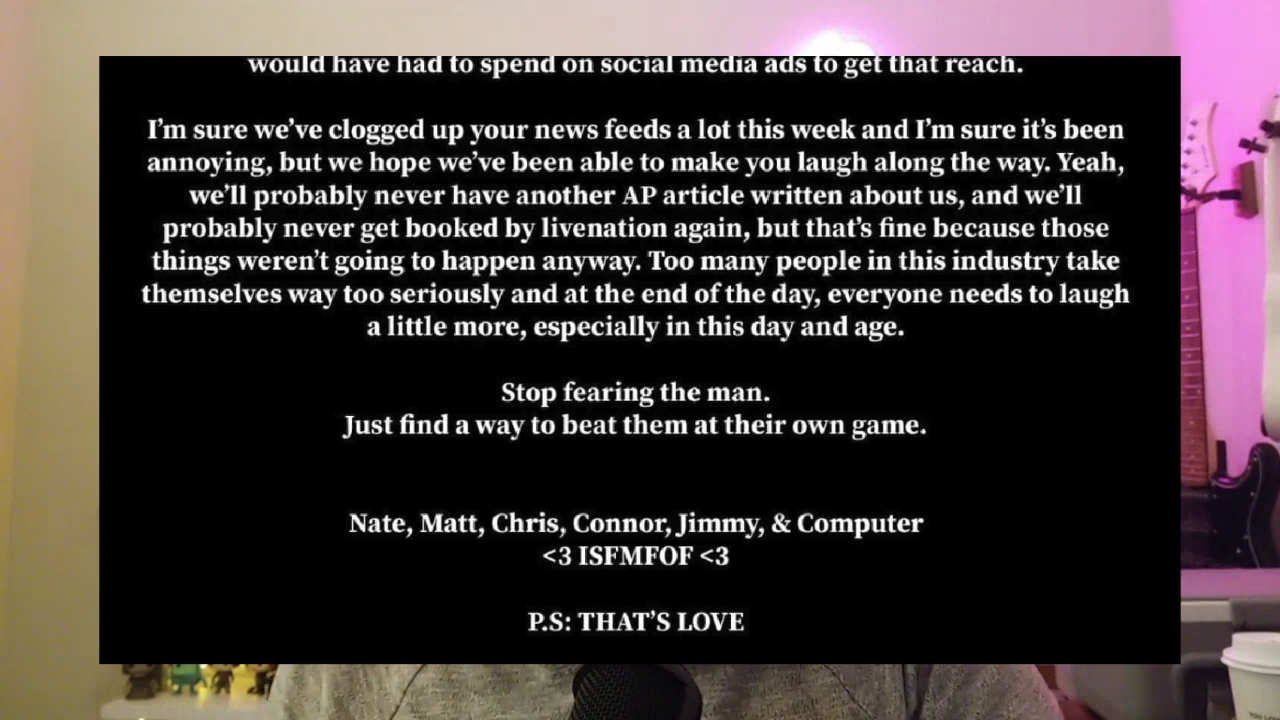 would have had to spend on social media ads to get that reach.
I'm sure we've clogged up your news feeds a lot this week and I'm sure it's been
annoying, but we hope we've been able to make you laugh along the way. Yeah,
we'll probably never have another AP article written about us, and we'll
probably never get booked by livenation again, but that's fine because those
things weren't going to happen anyway. Too many people in this industry take
themselves way too seriously and at the end of the day, everyone needs to laugh
a little more, especially in this day and age.
Stop fearing the man.
Just find a way to beat them at their own game.
Nate, Matt, Chris, Connor, Jimmy, & Computer
<3 ISFMFOF <3
P.S: THAT'S LOVE